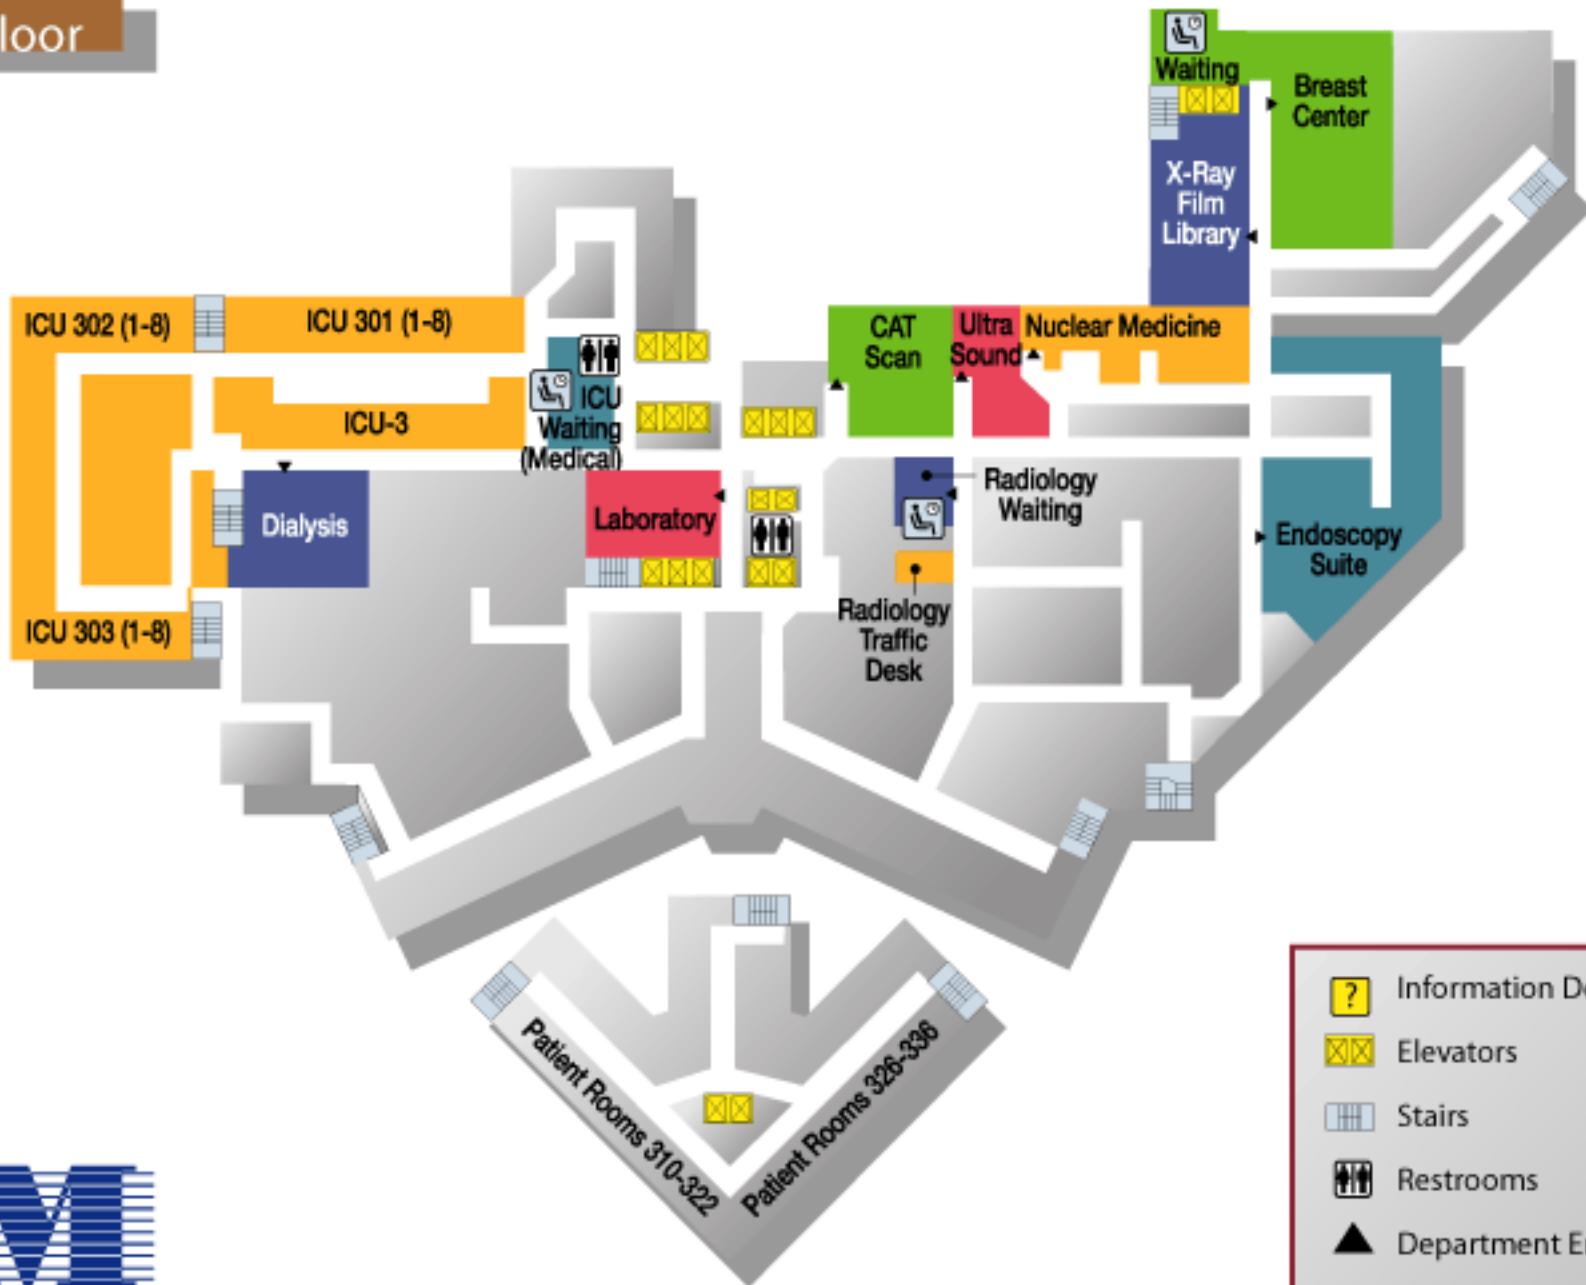 loor
Waiting
Breast
Center
X-Ray
Film
Library
ICU 302 (1-8)
ICU 301 (1-8)
CAT
Scan
Ultra
Sound
Nuclear Medicine
ICU-3
ICU
Waiting
(Medical)
Dialysis
Laboratory
Radiology
Waiting
Endoscopy
Suite
ICU 303 (1-8)
Radiology
Traffic
Desk
Patient Rooms 310-322
Patient Rooms 326-336
? Information De
Elevators
Stairs
Restrooms
Department En
M